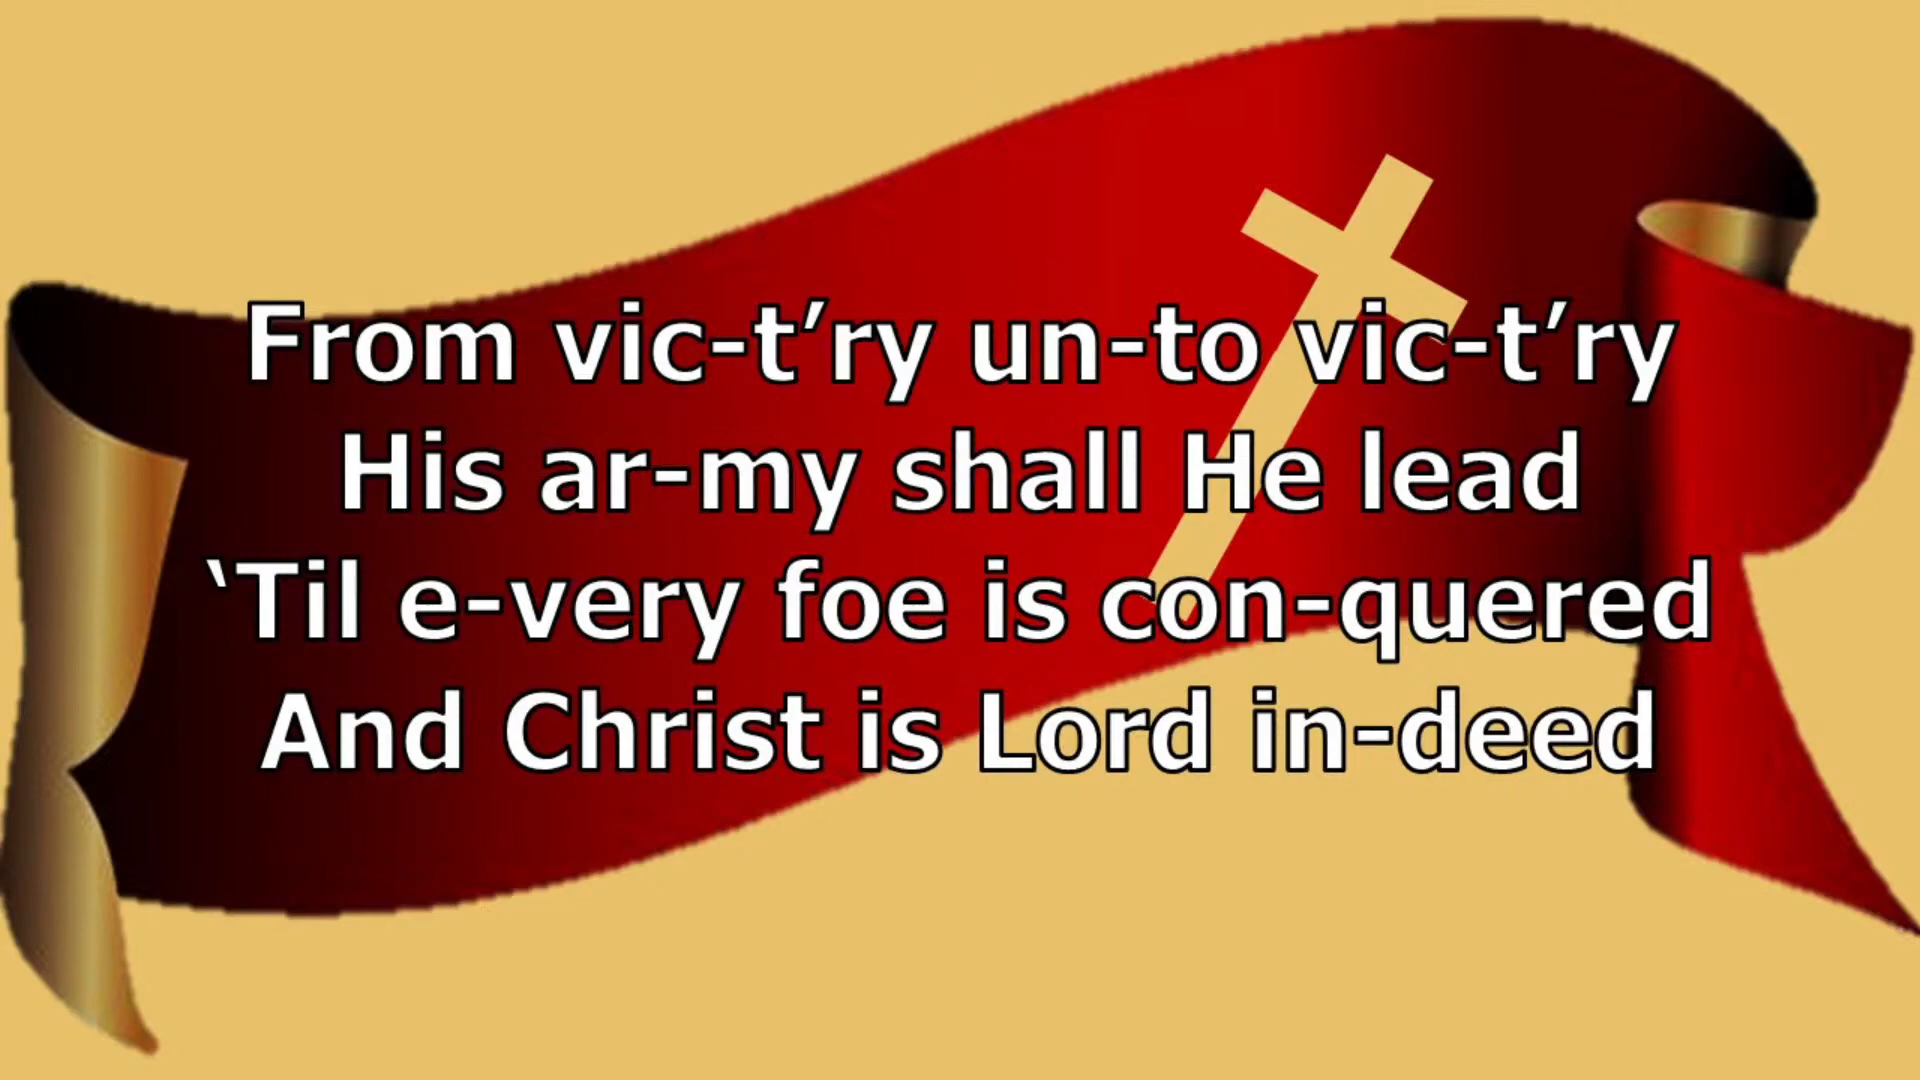 From vic-t’ry un-to vic-t’ry
His ar-my shall He lead
‘Til e-very foe is con-quered
And Christ is Lord in-deed